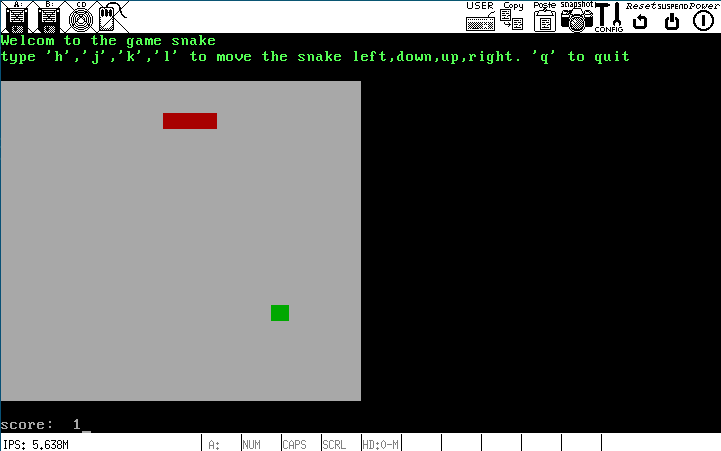 A: B: CD USER Copy Paste snapshot CONFIG Reset SUSPEND Power
Welcom to the game snake
type 'h','j','k','l' to move the snake left,down,up,right. 'q' to quit
score:  1_
IPS: 5.638M A: NUM CAPS SCRL HD:0-M